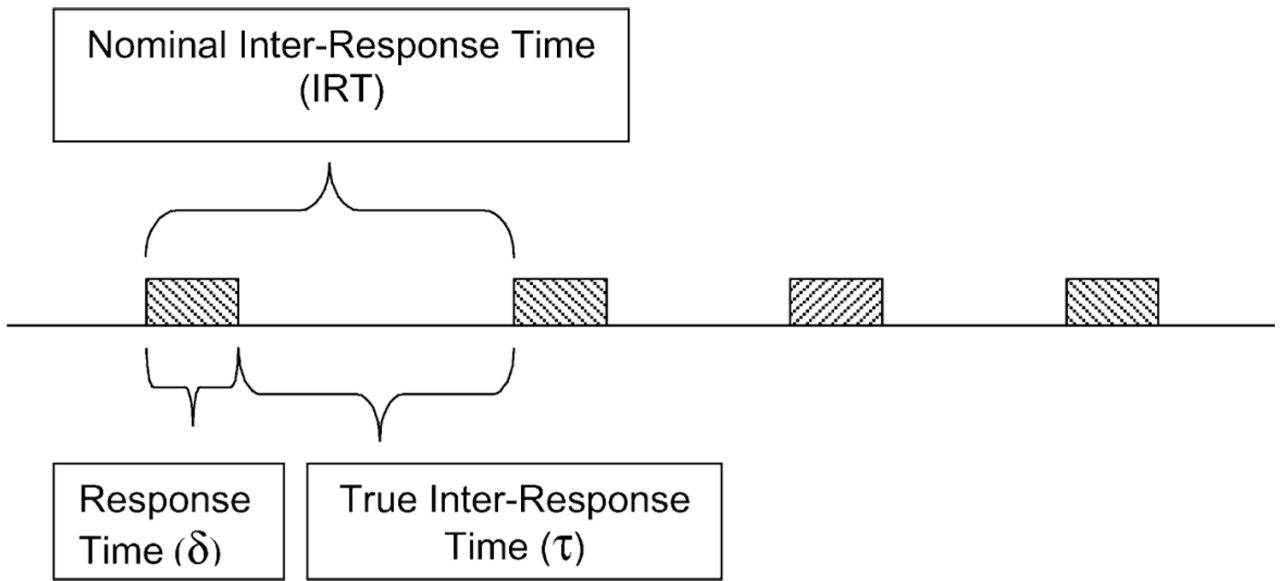 Nominal Inter-Response Time
(IRT)
Response
Time (δ)
True Inter-Response
Time (τ)